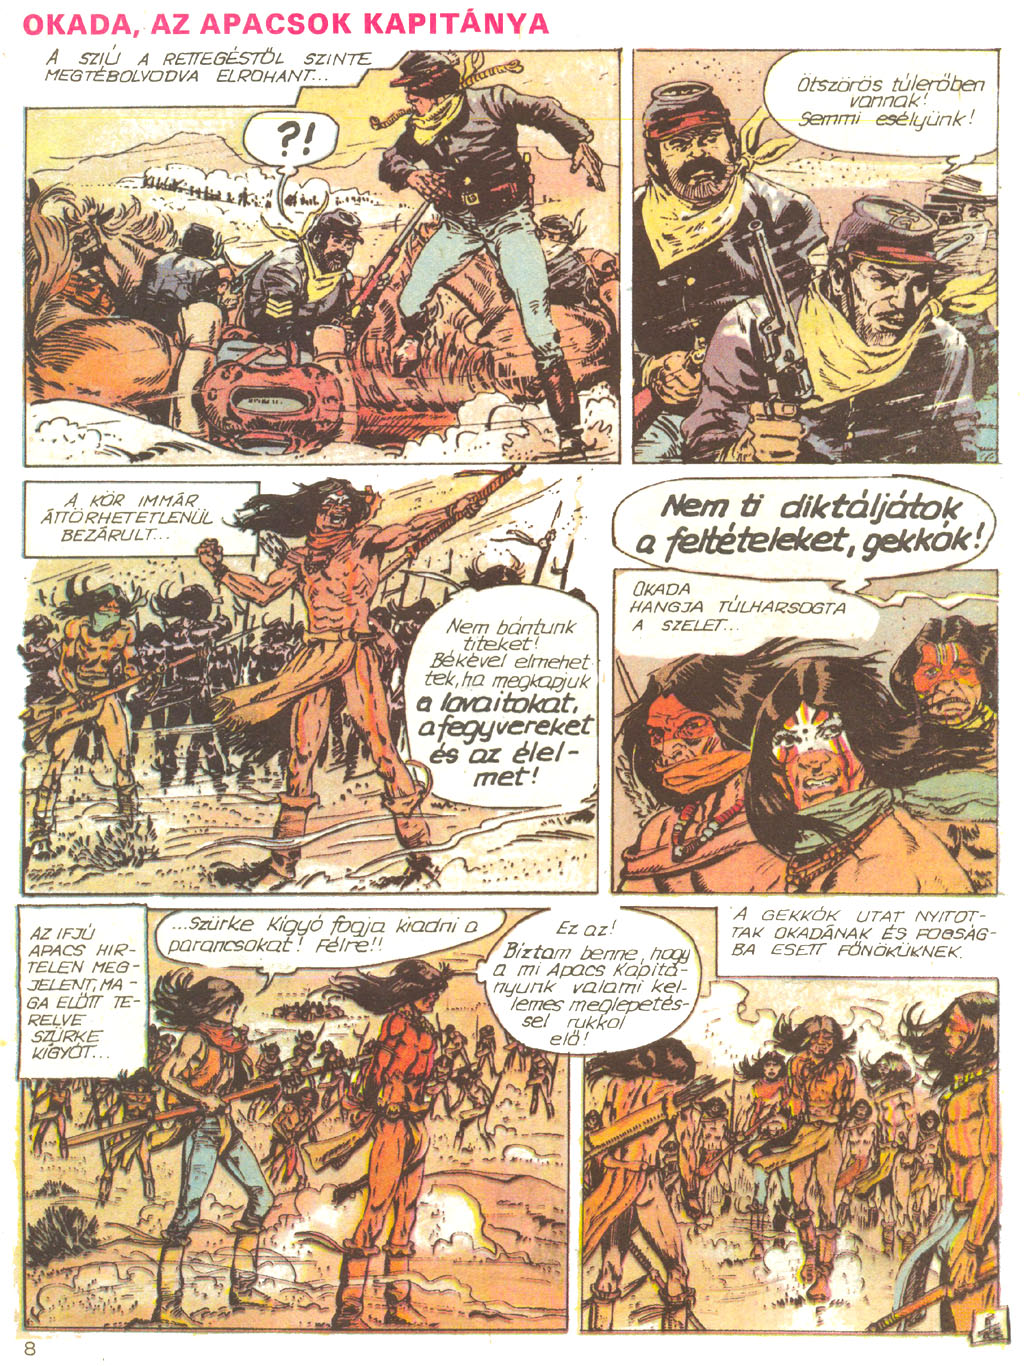 OKADA, AZ APACSOK KAPITÁNYA
A SZIÚ A RETTEGÉSTŐL SZINTE
MEGTÉBOLYODVA ELROHANT...
?!
Ötszörös túlerőben
vannak!
Semmi esélyünk!
A KÖR IMMÁR
ÁTTÖRHETETLENÜL
BEZÁRULT...
Nem bántunk
titeket!
Békével elmehet
tek, ha megkapjuk
a lovaitokat,
a fegyvereket
és az élel-
met!
Nem ti diktáljátok
a feltételeket, gekkók!
OKADA
HANGJA TÚLHARSOGTA
A SZELET...
AZ IFJÚ
APACS HIR-
TELEN MEG-
JELENT, MA-
GA ELŐTT TE-
RELVE
SZÜRKE
KÍGYÓT...
...Szürke Kígyó fogja kiadni a
parancsokat! Félre!!
Ez az!
Bíztam benne, hogy
a mi Apacs Kapitá-
nyunk valami kel-
lemes meglepetés-
sel rukkol
elő!
A GEKKÓK UTAT NYITOT-
TAK OKADÁNAK ÉS FOGSÁG-
BA ESETT FŐNÖKÜKNEK.
8